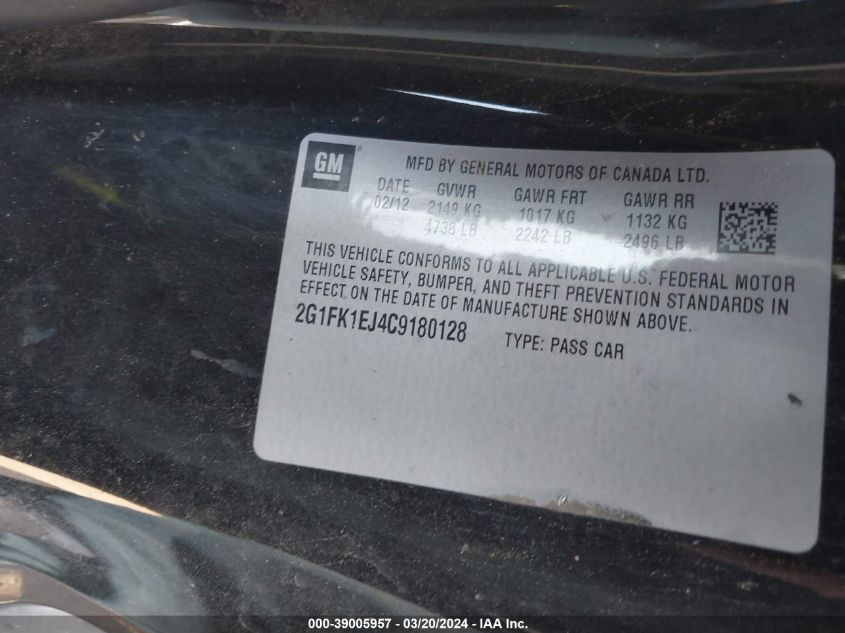 GM ®
MFD BY GENERAL MOTORS OF CANADA LTD.
DATE GVWR GAWR FRT GAWR RR
02/12 2149 KG 1017 KG 1132 KG
4738 LB 2242 LB 2496 LB
THIS VEHICLE CONFORMS TO ALL APPLICABLE U.S. FEDERAL MOTOR
VEHICLE SAFETY, BUMPER, AND THEFT PREVENTION STANDARDS IN
EFFECT ON THE DATE OF MANUFACTURE SHOWN ABOVE.
2G1FK1EJ4C9180128 TYPE: PASS CAR
000-39005957 - 03/20/2024 - IAA Inc.